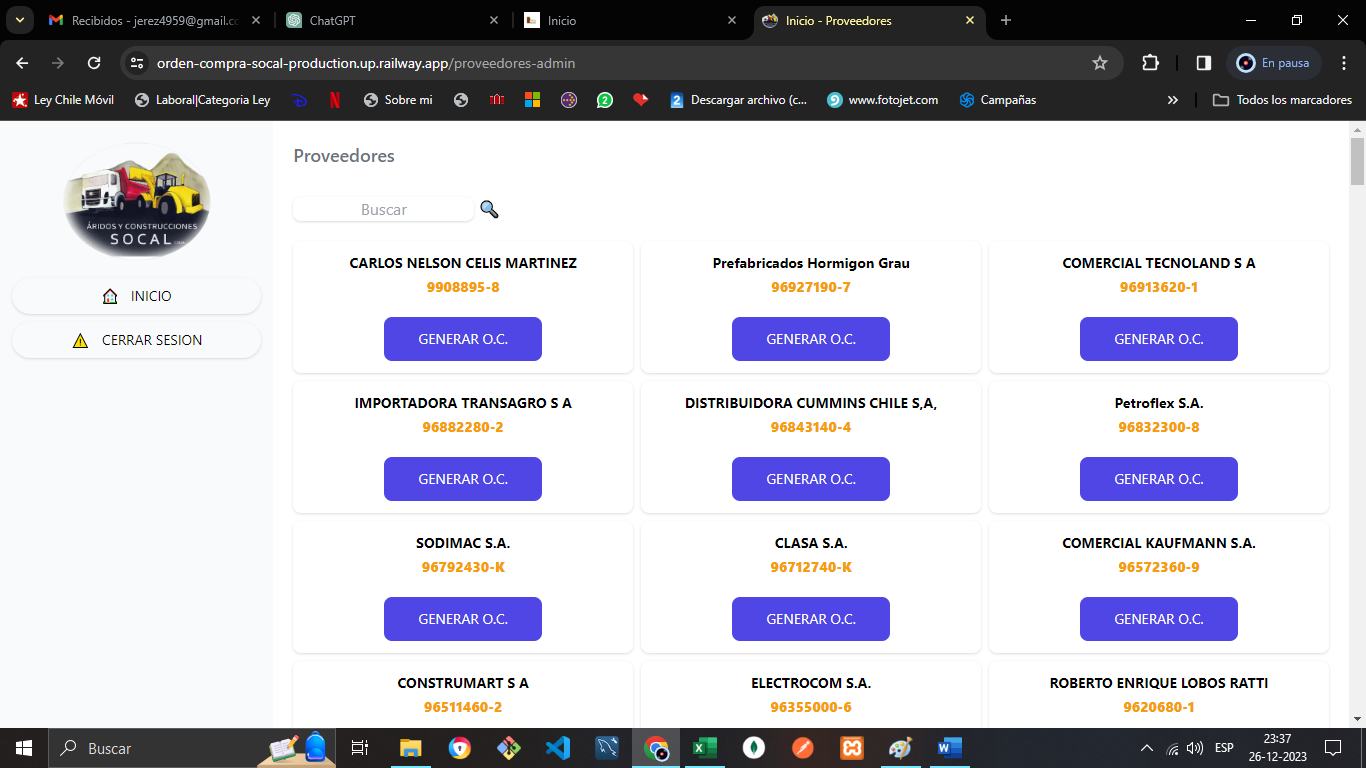 Recibidos - jerez4959@gmail.cc
ChatGPT
Inicio
Inicio - Proveedores
orden-compra-socal-production.up.railway.app/proveedores-admin
En pausa
Ley Chile Móvil
Laboral|Categoria Ley
Sobre mi
Descargar archivo (c...
www.fotojet.com
Campañas
Todos los marcadores
ÁRIDOS Y CONSTRUCCIONES
SOCAL
INICIO
CERRAR SESION
Proveedores
Buscar
CARLOS NELSON CELIS MARTINEZ
9908895-8
GENERAR O.C.
Prefabricados Hormigon Grau
96927190-7
GENERAR O.C.
COMERCIAL TECNOLAND S A
96913620-1
GENERAR O.C.
IMPORTADORA TRANSAGRO S A
96882280-2
GENERAR O.C.
DISTRIBUIDORA CUMMINS CHILE S,A,
96843140-4
GENERAR O.C.
Petroflex S.A.
96832300-8
GENERAR O.C.
SODIMAC S.A.
96792430-K
GENERAR O.C.
CLASA S.A.
96712740-K
GENERAR O.C.
COMERCIAL KAUFMANN S.A.
96572360-9
GENERAR O.C.
CONSTRUMART S A
96511460-2
ELECTROCOM S.A.
96355000-6
ROBERTO ENRIQUE LOBOS RATTI
9620680-1
Buscar
ESP
23:37
26-12-2023